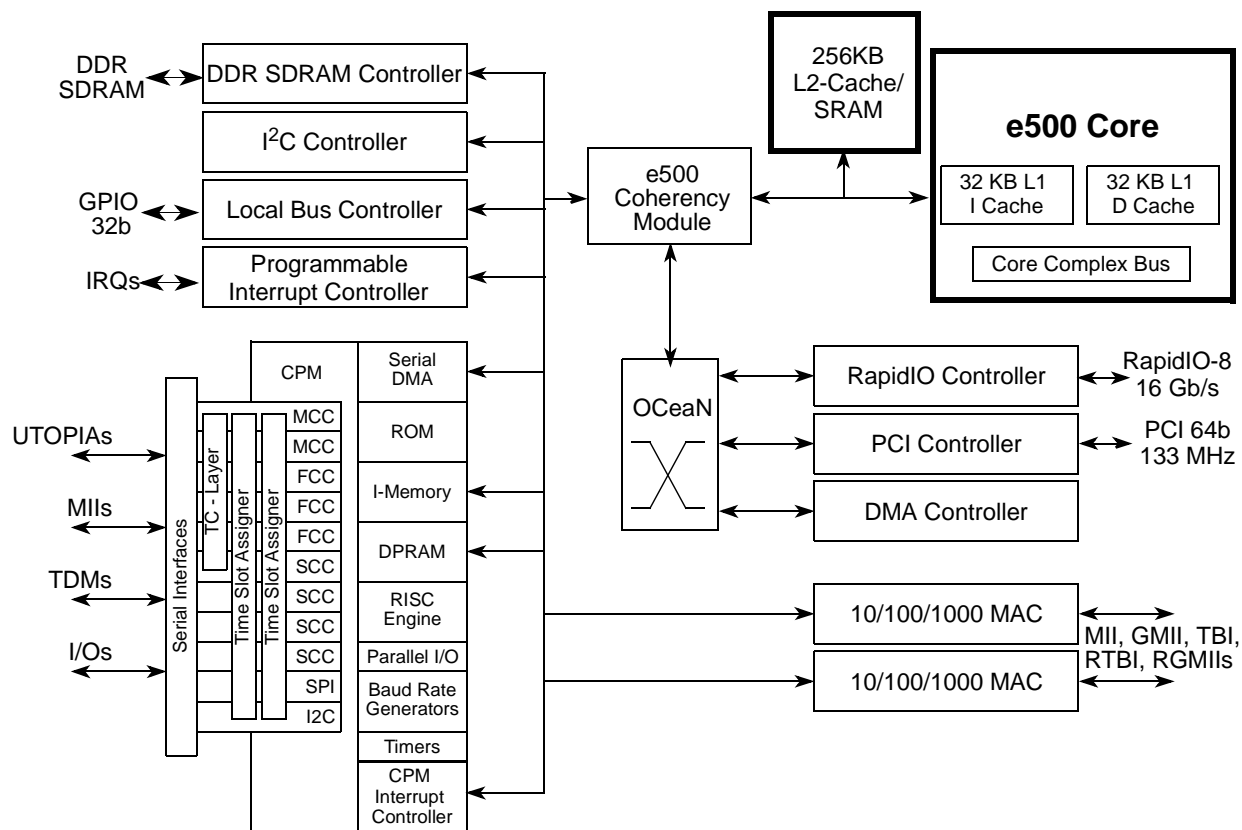 DDR
SDRAM
DDR SDRAM Controller
I2C Controller
GPIO
32b
Local Bus Controller
IRQs
Programmable
Interrupt Controller
256KB
L2-Cache/
SRAM
e500 Core
32 KB L1
I Cache
32 KB L1
D Cache
Core Complex Bus
e500
Coherency
Module
OCeaN
RapidIO Controller
RapidIO-8
16 Gb/s
PCI Controller
PCI 64b
133 MHz
DMA Controller
10/100/1000 MAC
10/100/1000 MAC
MII, GMII, TBI,
RTBI, RGMIIs
UTOPIAs
MIIs
TDMs
I/Os
Serial Interfaces
TC - Layer
Time Slot Assigner
Time Slot Assigner
CPM
MCC
MCC
FCC
FCC
FCC
SCC
SCC
SCC
SCC
SPI
I2C
Serial
DMA
ROM
I-Memory
DPRAM
RISC
Engine
Parallel I/O
Baud Rate
Generators
Timers
CPM
Interrupt
Controller